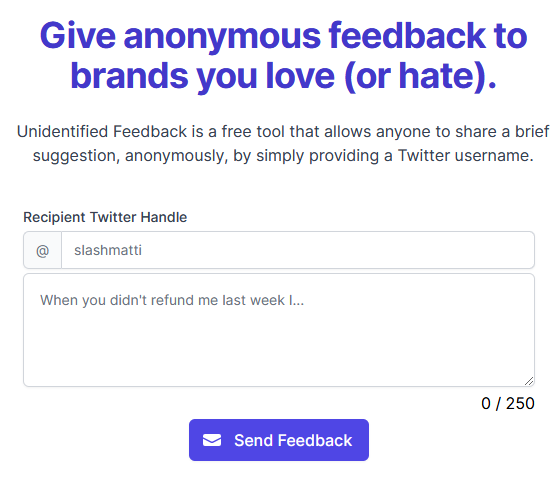 Give anonymous feedback to
brands you love (or hate).
Unidentified Feedback is a free tool that allows anyone to share a brief
suggestion, anonymously, by simply providing a Twitter username.
Recipient Twitter Handle
@ slashmatti
When you didn't refund me last week I...
0 / 250
Send Feedback